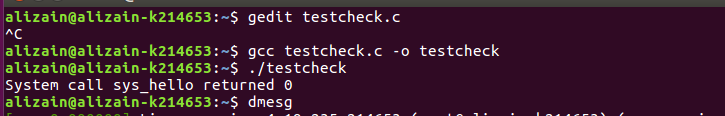 alizain@alizain-k214653:~$ gedit testcheck.c
^C
alizain@alizain-k214653:~$ gcc testcheck.c -o testcheck
alizain@alizain-k214653:~$ ./testcheck
System call sys_hello returned 0
alizain@alizain-k214653:~$ dmesg